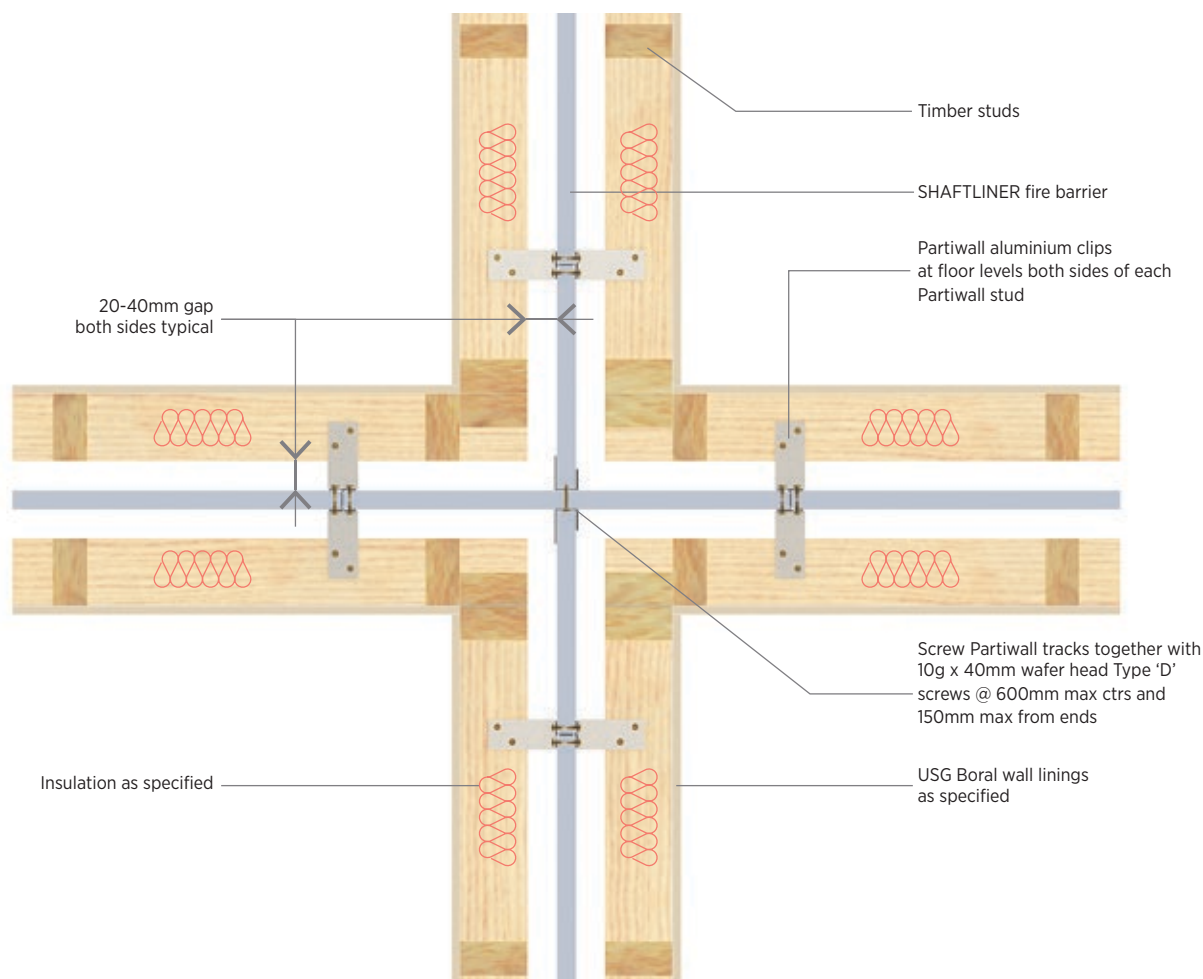 Timber studs
SHAFTLINER fire barrier
Partiwall aluminium clips
at floor levels both sides of each
Partiwall stud
20-40mm gap
both sides typical
Screw Partiwall tracks together with
10g x 40mm wafer head Type ‘D’
screws @ 600mm max ctrs and
150mm max from ends
Insulation as specified
USG Boral wall linings
as specified